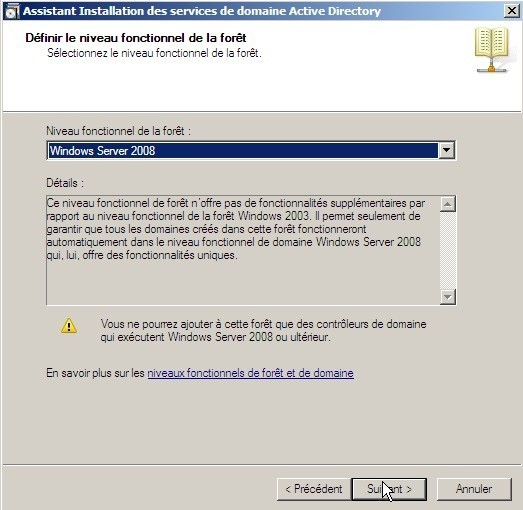 Assistant Installation des services de domaine Active Directory
Définir le niveau fonctionnel de la forêt
Sélectionnez le niveau fonctionnel de la forêt.
Niveau fonctionnel de la forêt :
Windows Server 2008
Détails :
Ce niveau fonctionnel de forêt n'offre pas de fonctionnalités supplémentaires par
rapport au niveau fonctionnel de la forêt Windows 2003. Il permet seulement de
garantir que tous les domaines créés dans cette forêt fonctionneront
automatiquement dans le niveau fonctionnel de domaine Windows Server 2008
qui, lui, offre des fonctionnalités uniques.
Vous ne pourrez ajouter à cette forêt que des contrôleurs de domaine
qui exécutent Windows Server 2008 ou ultérieur.
En savoir plus sur les niveaux fonctionnels de forêt et de domaine
< Précédent Suivant > Annuler